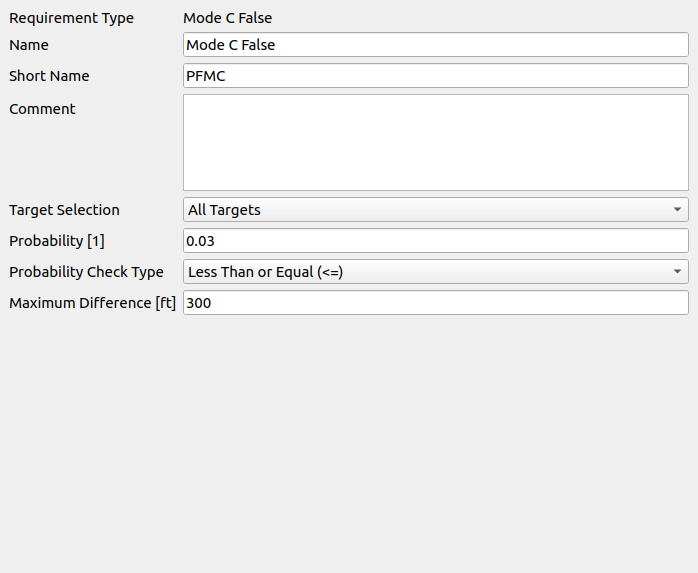 Requirement Type Mode C False
Name Mode C False
Short Name PFMC
Comment
Target Selection All Targets
Probability [1] 0.03
Probability Check Type Less Than or Equal (<=)
Maximum Difference [ft] 300